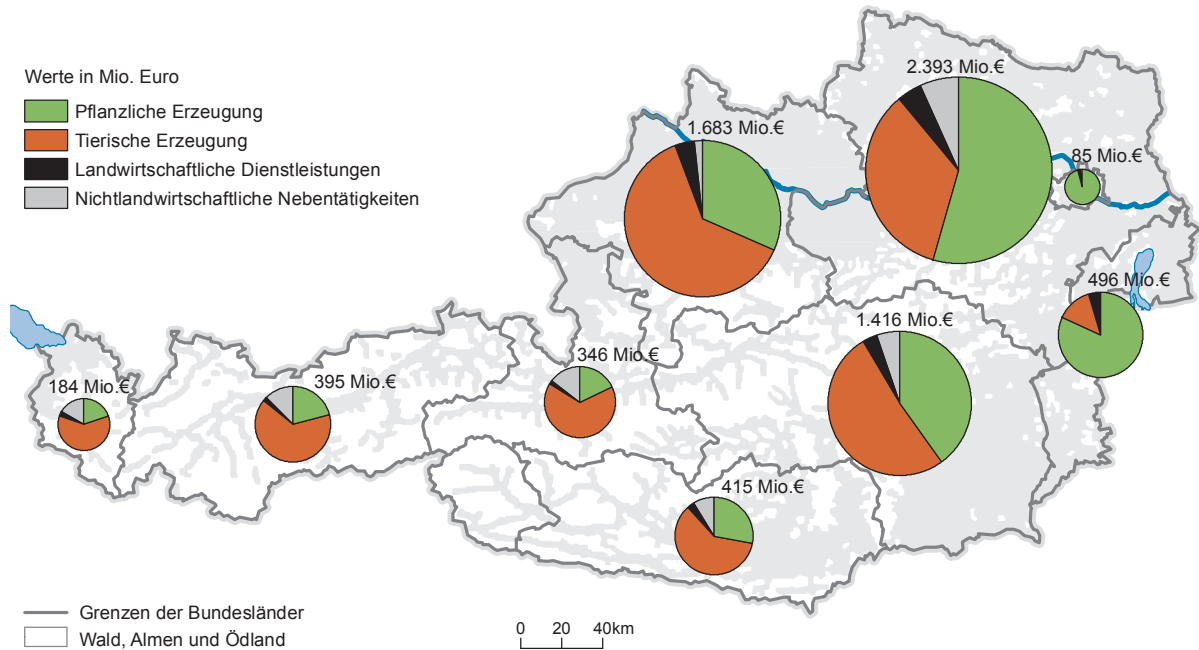 Werte in Mio. Euro
Pflanzliche Erzeugung
Tierische Erzeugung
Landwirtschaftliche Dienstleistungen
Nichtlandwirtschaftliche Nebentätigkeiten
2.393 Mio.€
1.683 Mio.€
85 Mio.€
496 Mio.€
1.416 Mio.€
346 Mio.€
184 Mio.€
395 Mio.€
415 Mio.€
Grenzen der Bundesländer
Wald, Almen und Ödland
0 20 40km